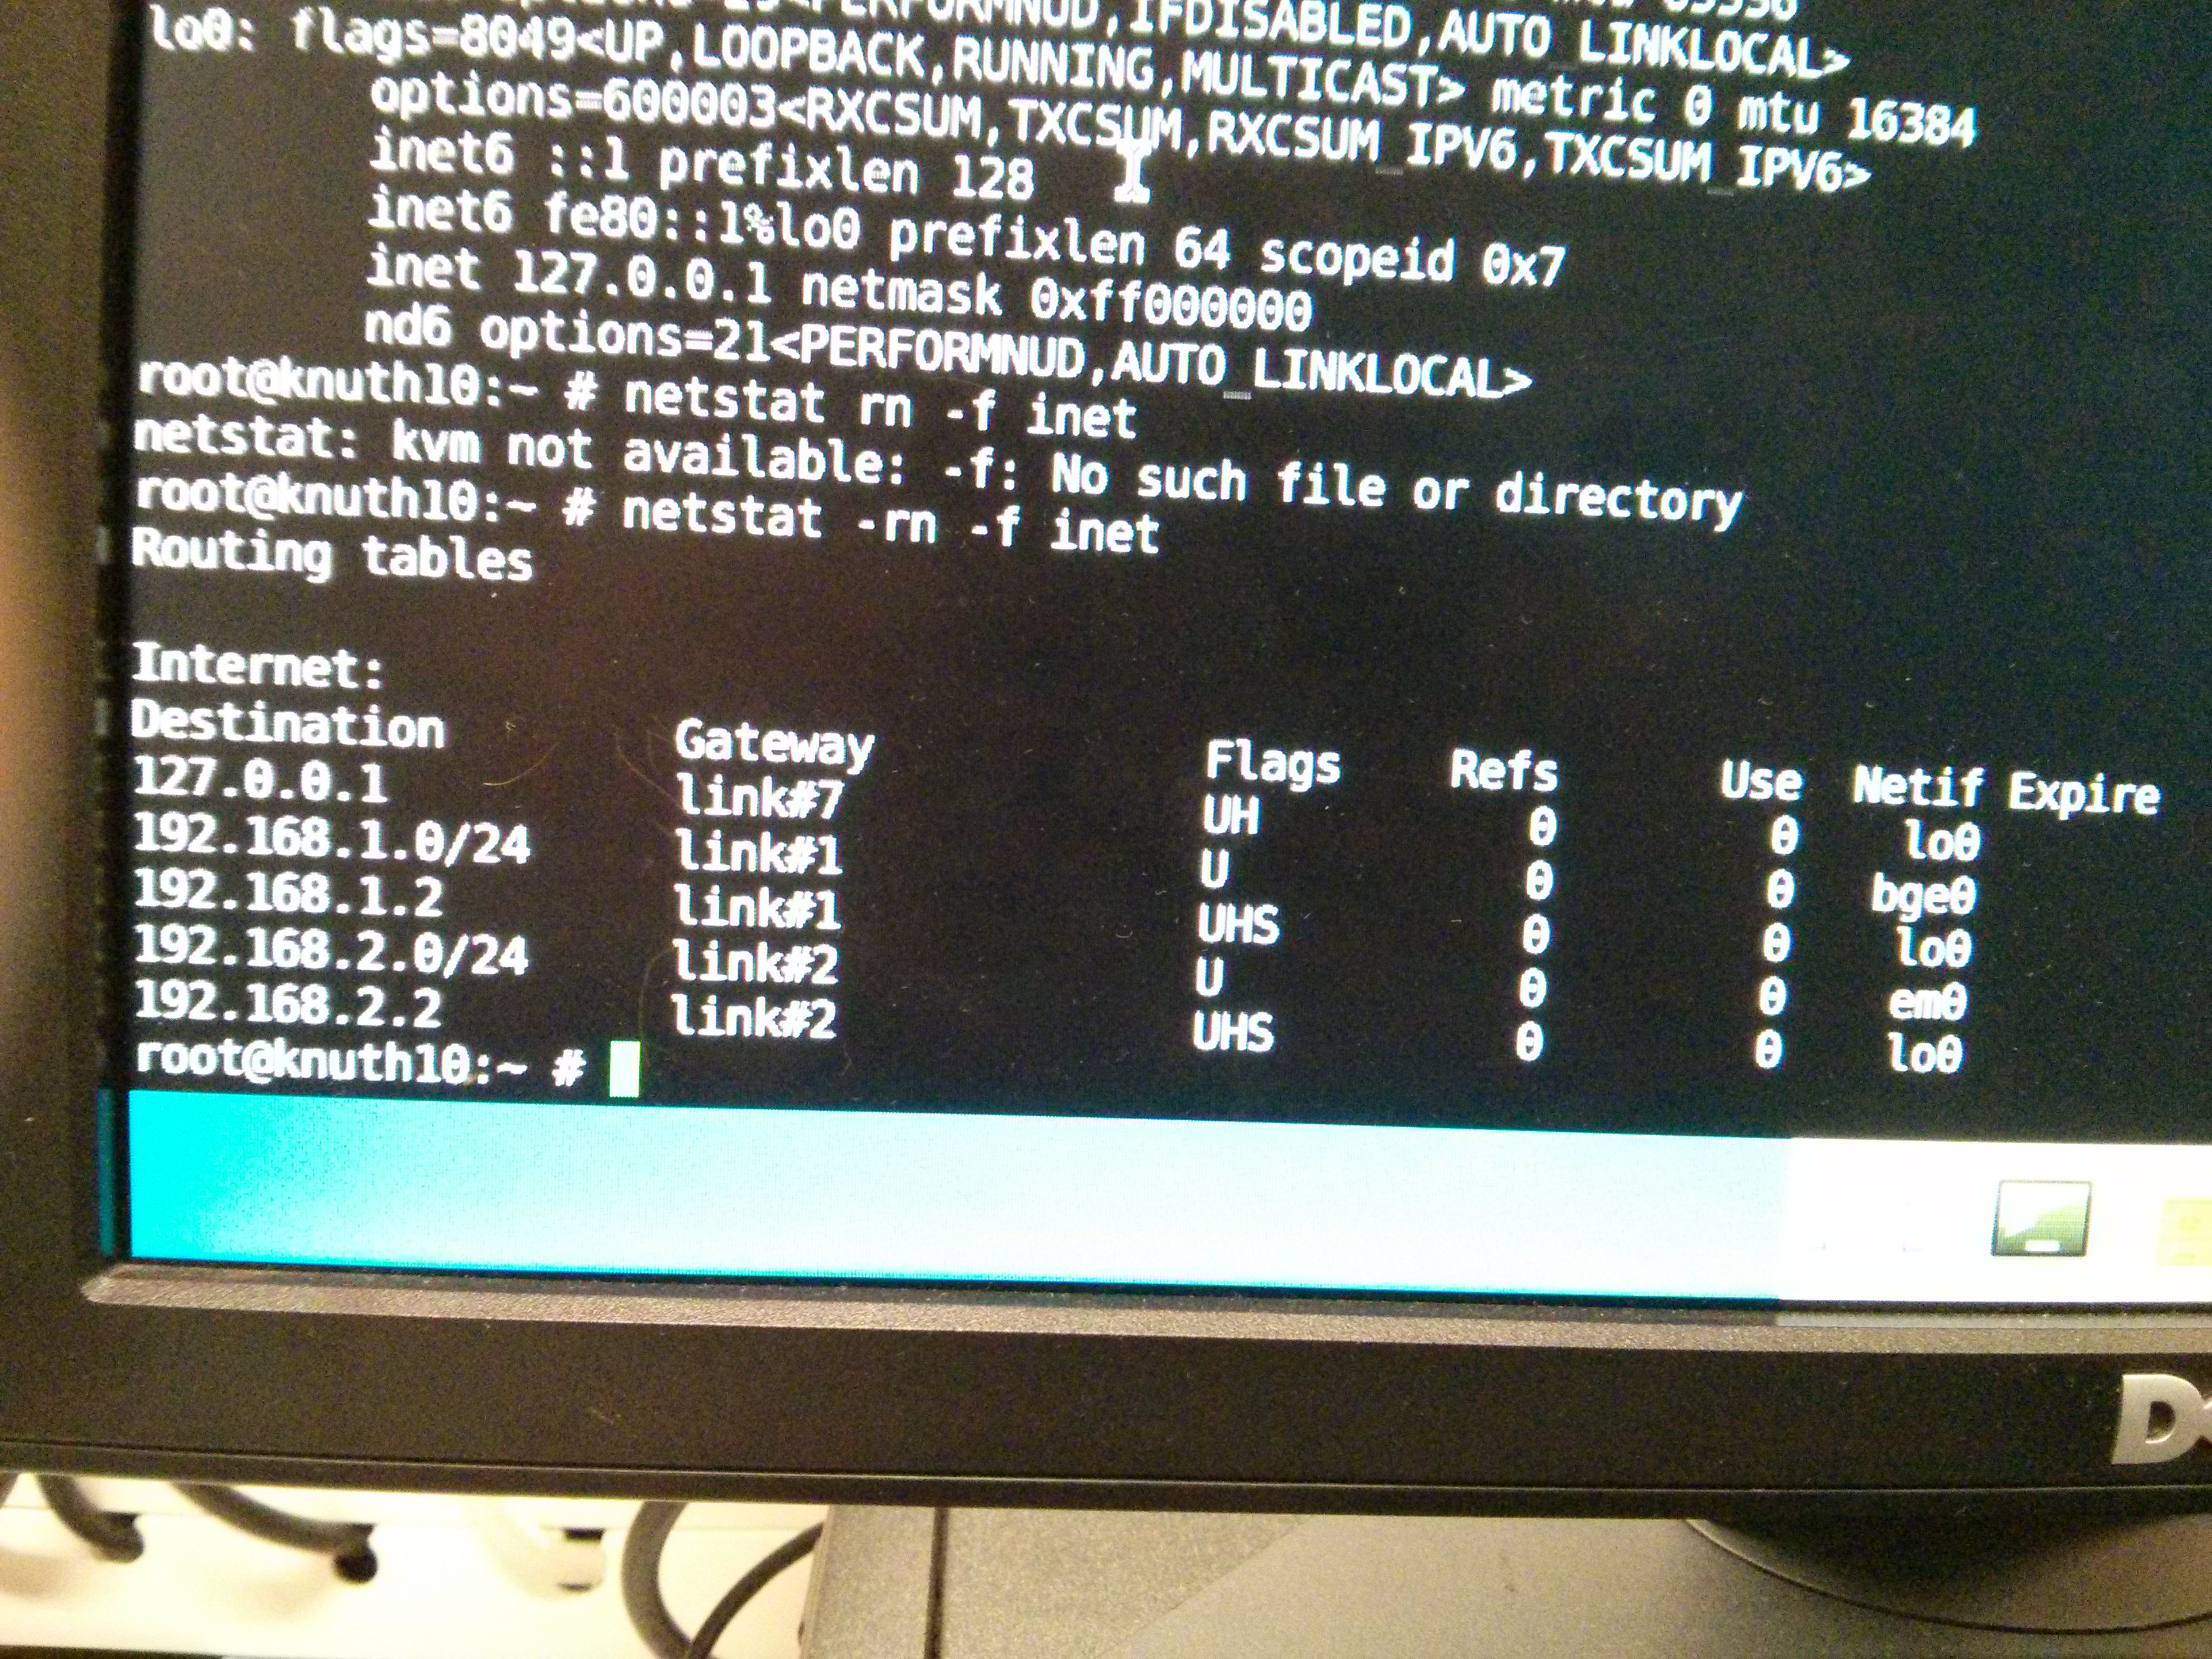 options=29<PERFORMNUD,IFDISABLED,AUTO_LINKLOCAL>
lo0: flags=8049<UP,LOOPBACK,RUNNING,MULTICAST> metric 0 mtu 16384
options=600003<RXCSUM,TXCSUM,RXCSUM_IPV6,TXCSUM_IPV6>
inet6 ::1 prefixlen 128
inet6 fe80::1%lo0 prefixlen 64 scopeid 0x7
inet 127.0.0.1 netmask 0xff000000
nd6 options=21<PERFORMNUD,AUTO_LINKLOCAL>
root@knuth10:~ # netstat rn -f inet
netstat: kvm not available: -f: No such file or directory
root@knuth10:~ # netstat -rn -f inet
Routing tables
Internet:
Destination Gateway Flags Refs Use Netif Expire
127.0.0.1 link#7 UH 0 0 lo0
192.168.1.0/24 link#1 U 0 0 bge0
192.168.1.2 link#1 UHS 0 0 lo0
192.168.2.0/24 link#2 U 0 0 em0
192.168.2.2 link#2 UHS 0 0 lo0
root@knuth10:~ #